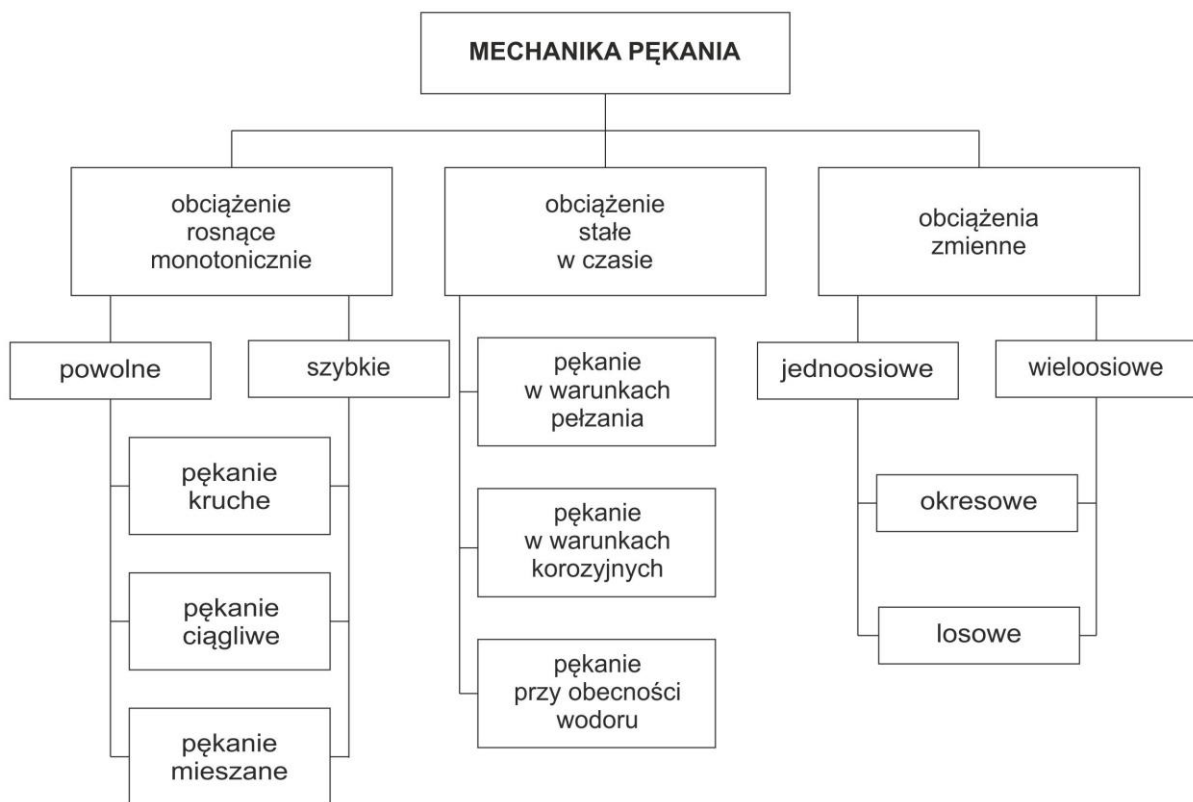 MECHANIKA PĘKANIA
obciążenie
rosnące
monotonicznie
obciążenie
stałe
w czasie
obciążenia
zmienne
powolne
szybkie
pękanie
kruche
pękanie
ciągliwe
pękanie
mieszane
pękanie
w warunkach
pełzania
pękanie
w warunkach
korozyjnych
pękanie
przy obecności
wodoru
jednoosiowe
wieloosiowe
okresowe
losowe